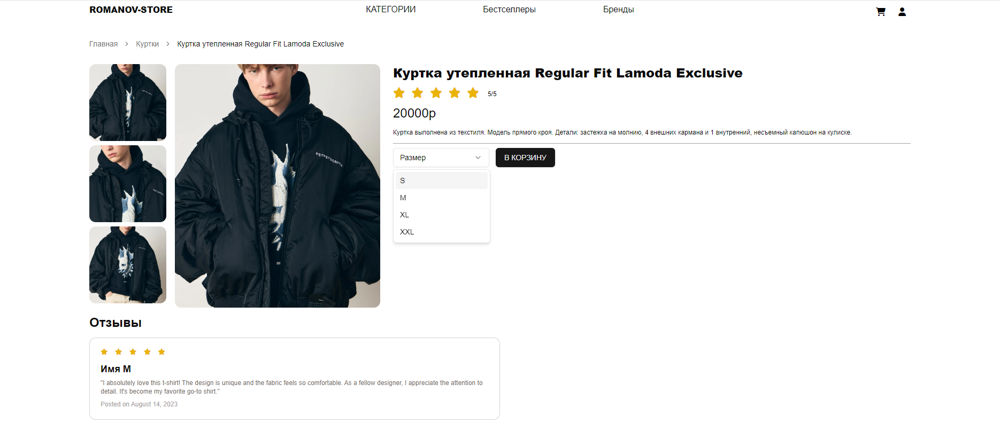 ROMANOV-STORE
КАТЕГОРИИ
Бестселлеры
Бренды
Главная > Куртки > Куртка утепленная Regular Fit Lamoda Exclusive
Куртка утепленная Regular Fit Lamoda Exclusive
5/5
20000р
Куртка выполнена из текстиля. Модель прямого кроя. Детали: застежка на молнию, 4 внешних кармана и 1 внутренний, несъемный капюшон на кулиске.
Размер
В КОРЗИНУ
S
M
XL
XXL
Отзывы
Имя М
"I absolutely love this t-shirt! The design is unique and the fabric feels so comfortable. As a fellow designer, I appreciate the attention to
detail. It's become my favorite go-to shirt."
Posted on August 14, 2023